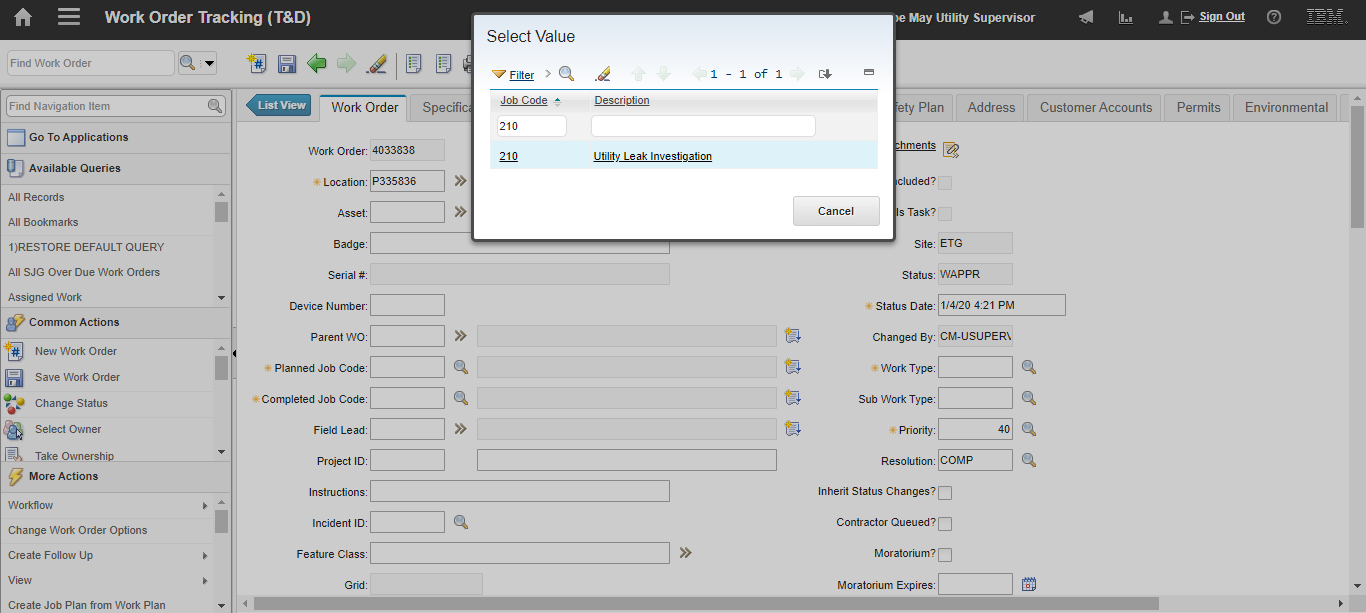 Work Order Tracking (T&D)
pe May Utility Supervisor
Sign Out
IBM.
Find Work Order
Select Value
Filter
1 - 1 of 1
Job Code
Description
210
210
Utility Leak Investigation
Cancel
Find Navigation Item
Go To Applications
Available Queries
All Records
All Bookmarks
1)RESTORE DEFAULT QUERY
All SJG Over Due Work Orders
Assigned Work
Common Actions
New Work Order
Save Work Order
Change Status
Select Owner
Take Ownership
More Actions
Workflow
Change Work Order Options
Create Follow Up
View
Create Job Plan from Work Plan
List View
Work Order
Specifica
fety Plan
Address
Customer Accounts
Permits
Environmental
Work Order: 4033838
Location: P335836
Asset:
Badge:
Serial #:
Device Number:
Parent WO:
Planned Job Code:
Completed Job Code:
Field Lead:
Project ID:
Instructions:
Incident ID:
Feature Class:
Grid:
chments
ncluded?
Is Task?
Site: ETG
Status: WAPPR
Status Date: 1/4/20 4:21 PM
Changed By: CM-USUPERV
Work Type:
Sub Work Type:
Priority: 40
Resolution: COMP
Inherit Status Changes?
Contractor Queued?
Moratorium?
Moratorium Expires: